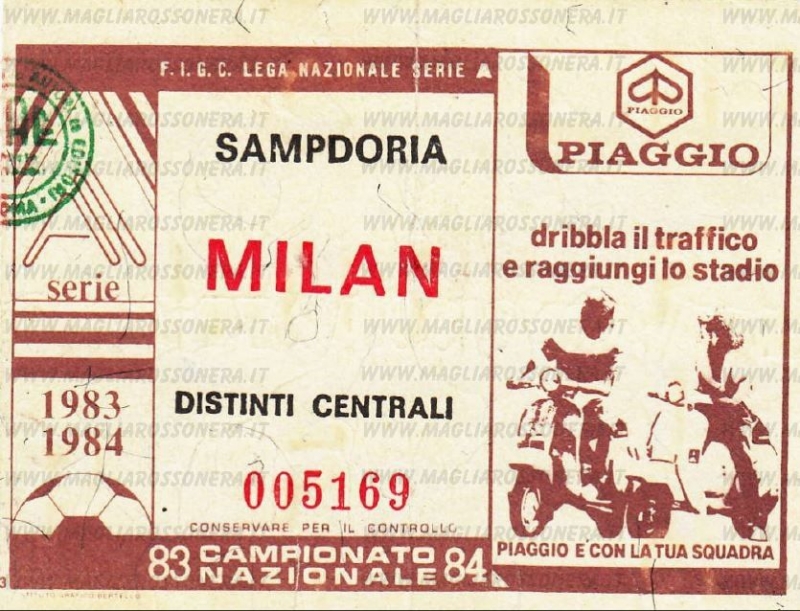 WWW.MAGLIAROSSONERA.IT
F.I.G.C. LEGA NAZIONALE SERIE A
SAMPDORIA
MILAN
DISTINTI CENTRALI
005169
CONSERVARE PER IL CONTROLLO
83 CAMPIONATO NAZIONALE 84
A
serie
1983
1984
PIAGGIO
PIAGGIO
dribbla il traffico
e raggiungi lo stadio
PIAGGIO E CON LA TUA SQUADRA